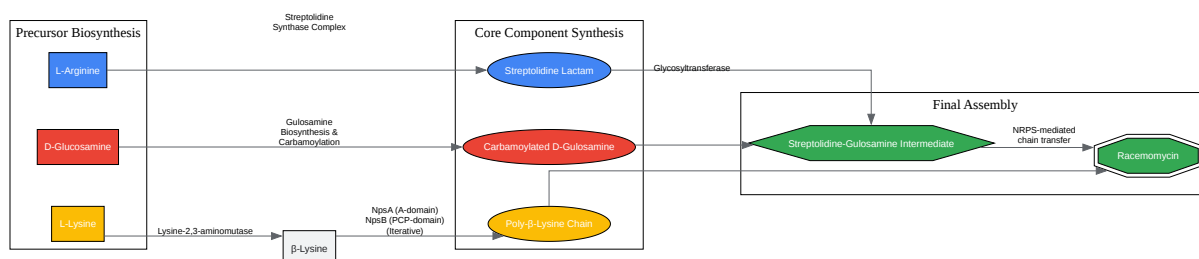 Precursor Biosynthesis
L-Arginine
D-Glucosamine
L-Lysine
Streptolidine
Synthase Complex
Gulosamine
Biosynthesis &
Carbamoylation
Lysine-2,3-aminomutase
β-Lysine
NpsA (A-domain)
NpsB (PCP-domain)
(Iterative)
Core Component Synthesis
Streptolidine Lactam
Carbamoylated D-Gulosamine
Poly-β-Lysine Chain
Glycosyltransferase
Final Assembly
Streptolidine-Gulosamine Intermediate
NRPS-mediated
chain transfer
Racemomycin